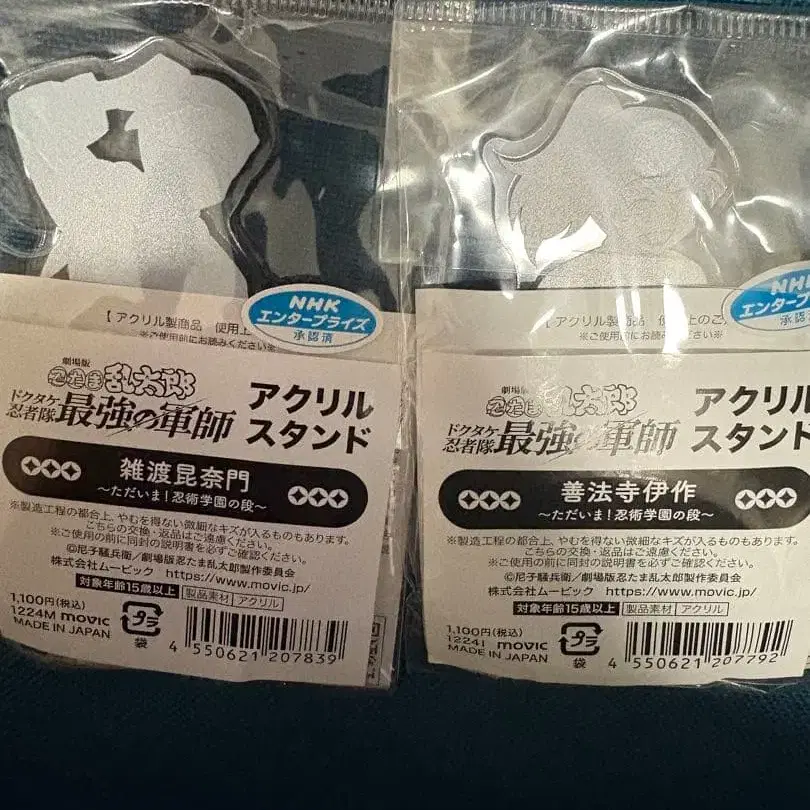 NHK
エンタープライズ
承認済
【アクリル製商品 使用上
※ご使用前にお読みください※
劇場版
忍たま乱太郎
ドクタケ忍者隊
最強の軍師
アクリル
スタンド
雑渡昆奈門
〜ただいま!忍術学園の段〜
※製造工程の都合上、やむを得ない微細なキズが入るものもあります。
こちらの交換・返品はご遠慮ください。
※ご使用の前に同封の説明書を必ずご確認ください。
©尼子騒兵衛/劇場版忍たま乱太郎製作委員会
株式会社ムービック https://www.movic.jp/
対象年齢15歳以上 製品素材 アクリル
1,100円(税込)
1224M movic
MADE IN JAPAN
プラ
袋
4 550621 207839
NHK
エンタープ
承認済
【アクリル製商品 使用上のご
※ご使用前にお読みください※
劇場版
忍たま乱太郎
ドクタケ忍者隊
最強の軍師
アクリル
スタンド
善法寺伊作
〜ただいま!忍術学園の段〜
※製造工程の都合上、やむを得ない微細なキズが入るものもあります。
こちらの交換・返品はご遠慮ください。
※ご使用の前に同封の説明書を必ずご確認ください。
©尼子騒兵衛/劇場版忍たま乱太郎製作委員会
株式会社ムービック https://www.movic.jp/
対象年齢15歳以上 製品素材 アクリル
1,100円(税込)
1224I movic
MADE IN JAPAN
プラ
袋
4 550621 207792